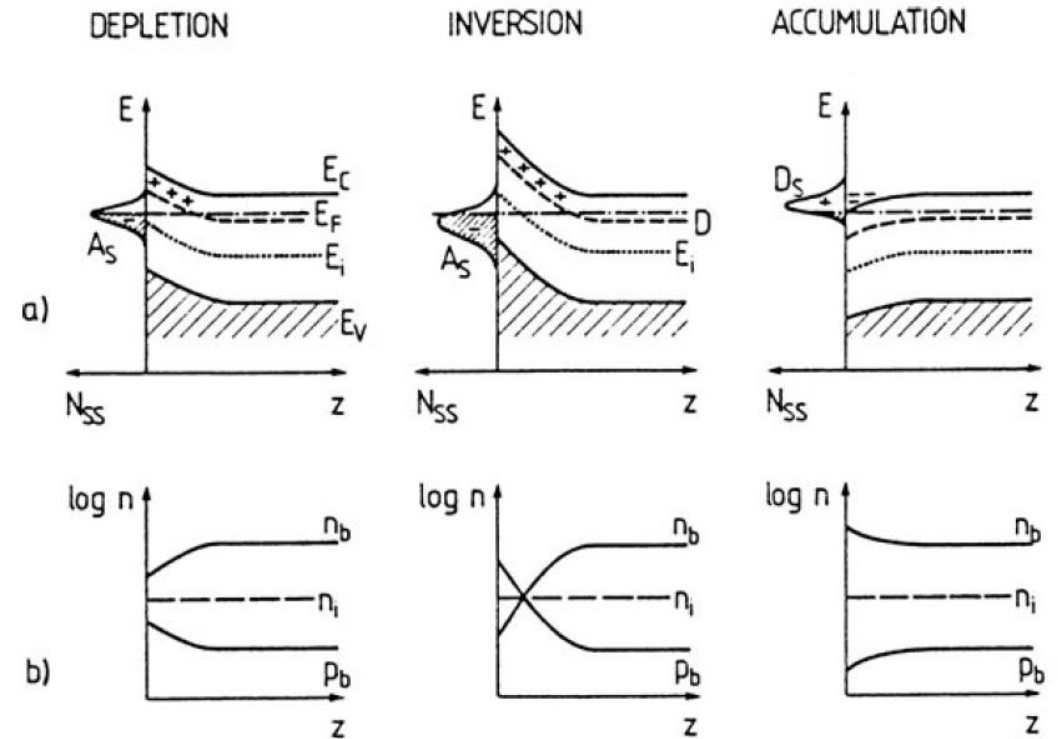 DEPLETION INVERSION ACCUMULATION
E E E
E_C D_S
E_F D
A_S E_i A_S E_i
a) E_V
N_SS z N_SS z N_SS z
log n log n log n
n_b n_b n_b
n_i n_i n_i
b) p_b p_b p_b
z z z